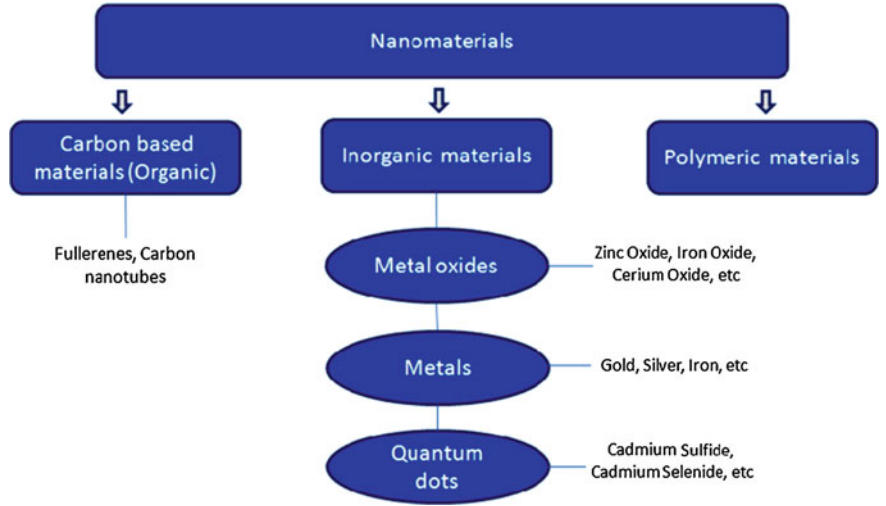 Nanomaterials
Carbon based
materials (Organic)
Inorganic materials
Polymeric materials
Fullerenes, Carbon
nanotubes
Metal oxides
Zinc Oxide, Iron Oxide,
Cerium Oxide, etc
Metals
Gold, Silver, Iron, etc
Quantum
dots
Cadmium Sulfide,
Cadmium Selenide, etc